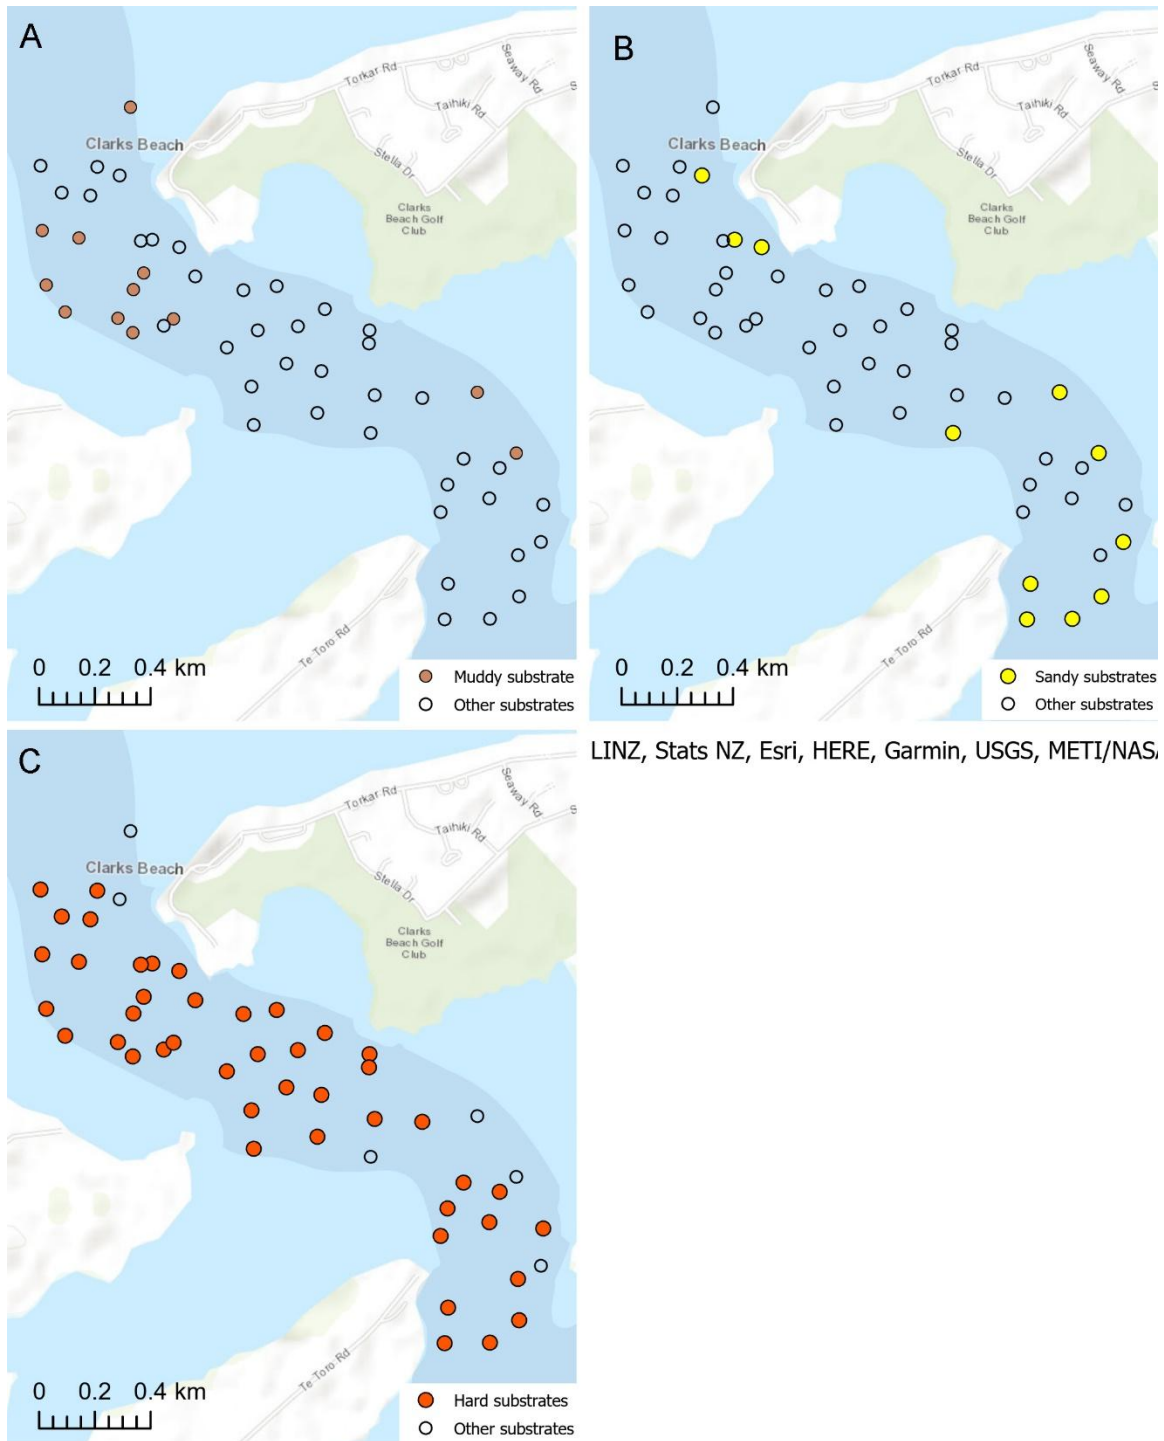 A
Torkar Rd
Seaway Rd
Taihiki Rd
S
Clarks Beach
Stella Dr
Clarks
Beach Golf
Club
Te Toro Rd
0 0.2 0.4 km
Muddy substrate
Other substrates
B
Torkar Rd
Seaway Rd
Taihiki Rd
S
Clarks Beach
Stella Dr
Clarks
Beach Golf
Club
Te Toro Rd
0 0.2 0.4 km
Sandy substrates
Other substrates
LINZ, Stats NZ, Esri, HERE, Garmin, USGS, METI/NASA
C
Torkar Rd
Seaway Rd
Taihiki Rd
S
Clarks Beach
Stella Dr
Clarks
Beach Golf
Club
Te Toro Rd
0 0.2 0.4 km
Hard substrates
Other substrates